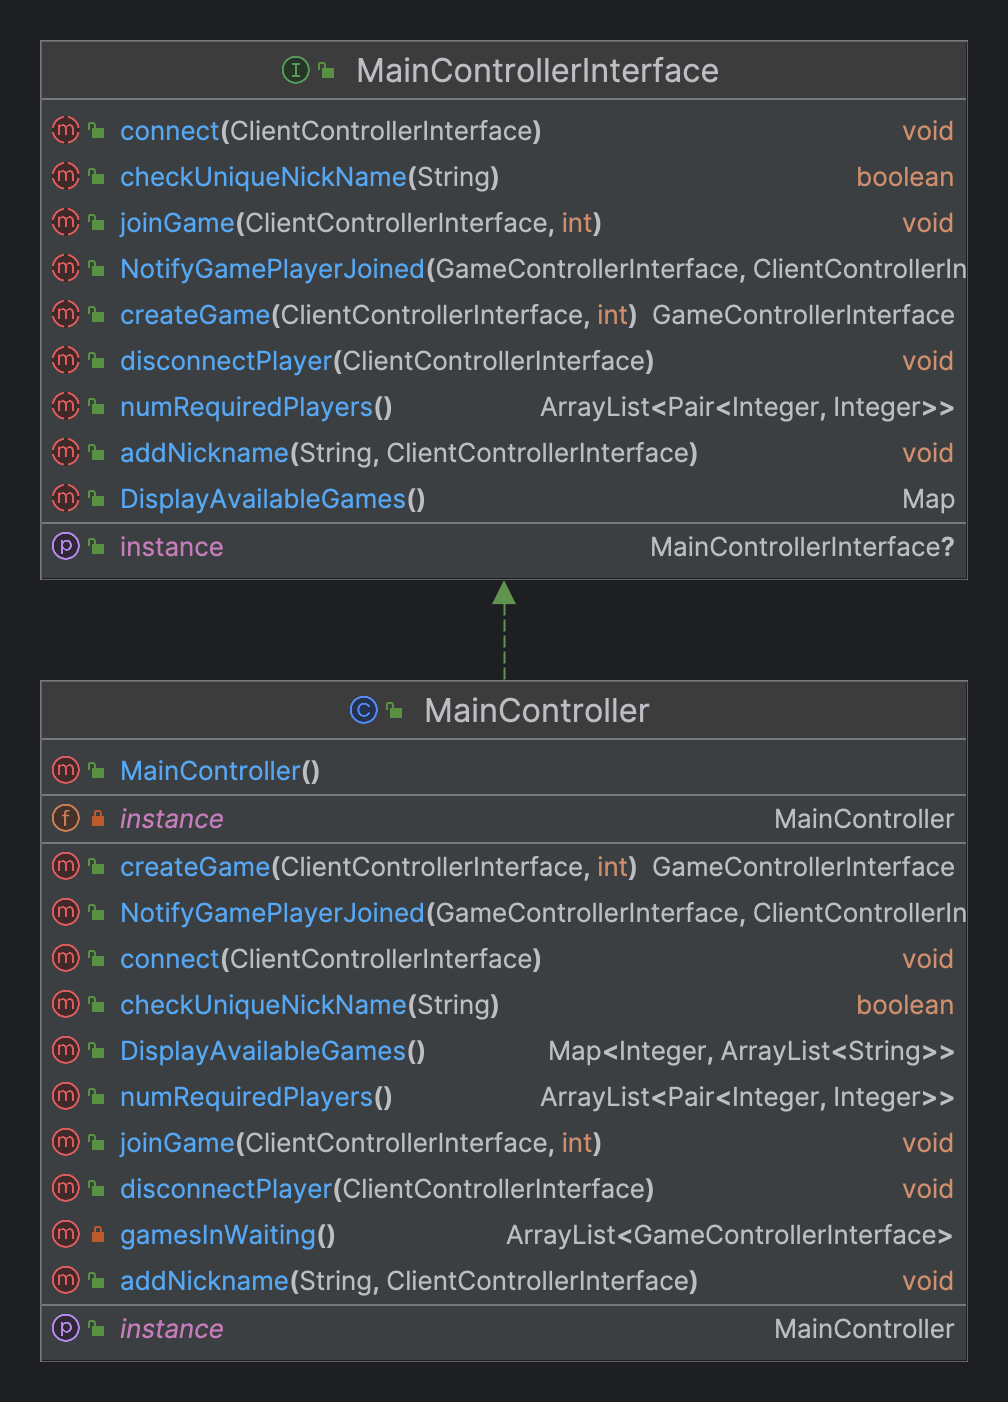 MainControllerInterface
connect(ClientControllerInterface) void
checkUniqueNickName(String) boolean
joinGame(ClientControllerInterface, int) void
NotifyGamePlayerJoined(GameControllerInterface, ClientControllerIn
createGame(ClientControllerInterface, int) GameControllerInterface
disconnectPlayer(ClientControllerInterface) void
numRequiredPlayers() ArrayList<Pair<Integer, Integer>>
addNickname(String, ClientControllerInterface) void
DisplayAvailableGames() Map
instance MainControllerInterface?
MainController
MainController()
instance MainController
createGame(ClientControllerInterface, int) GameControllerInterface
NotifyGamePlayerJoined(GameControllerInterface, ClientControllerIn
connect(ClientControllerInterface) void
checkUniqueNickName(String) boolean
DisplayAvailableGames() Map<Integer, ArrayList<String>>
numRequiredPlayers() ArrayList<Pair<Integer, Integer>>
joinGame(ClientControllerInterface, int) void
disconnectPlayer(ClientControllerInterface) void
gamesInWaiting() ArrayList<GameControllerInterface>
addNickname(String, ClientControllerInterface) void
instance MainController